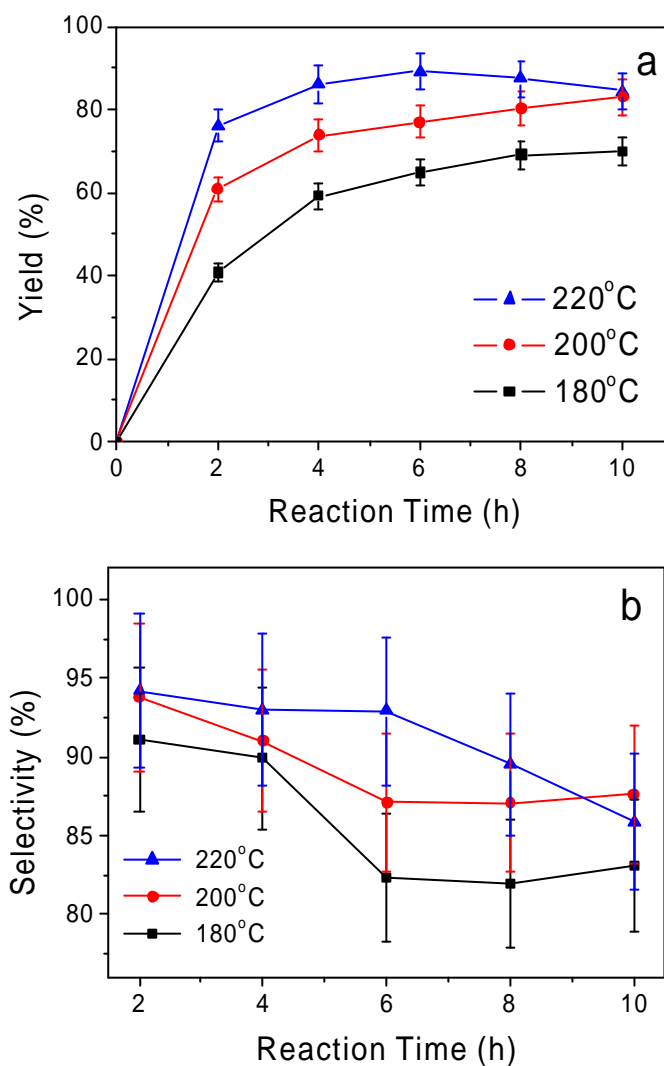 a
100
80
60
40
20
0
Yield (%)
220°C
200°C
180°C
0 2 4 6 8 10
Reaction Time (h)
b
100
95
90
85
80
Selectivity (%)
220°C
200°C
180°C
2 4 6 8 10
Reaction Time (h)